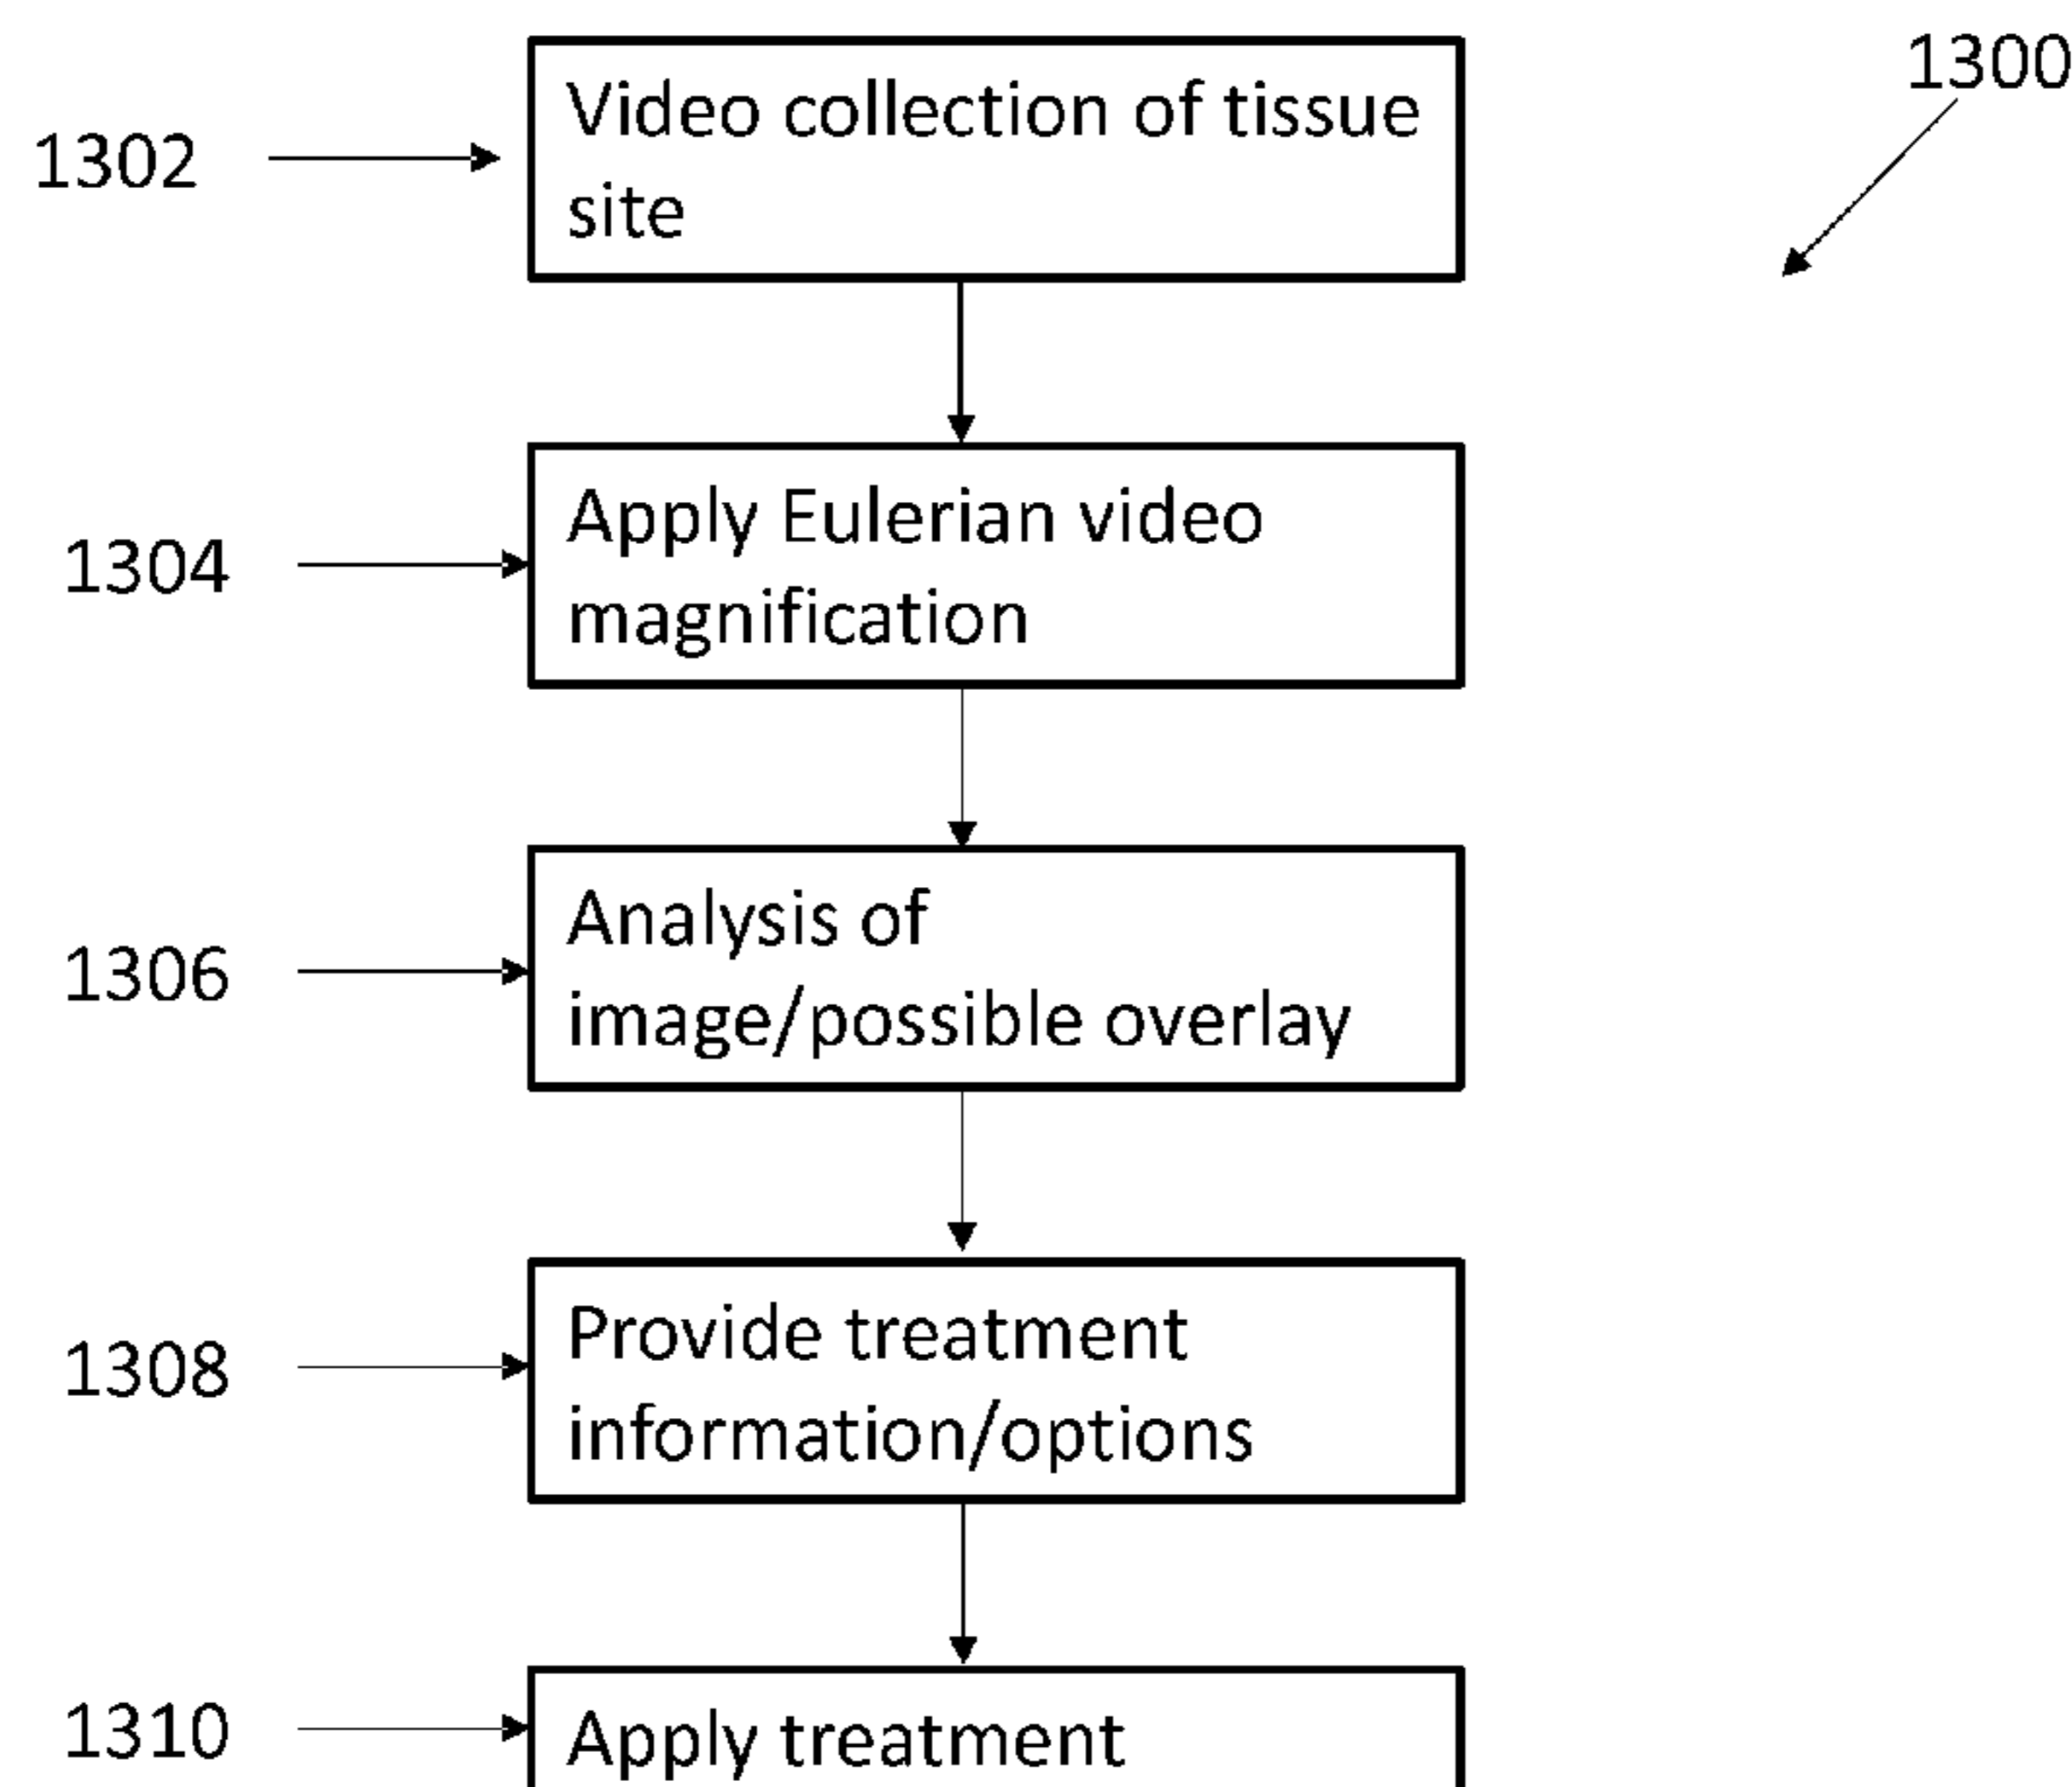 1300
1302
Video collection of tissue
site
1304
Apply Eulerian video
magnification
1306
Analysis of
image/possible overlay
1308
Provide treatment
information/options
1310
Apply treatment